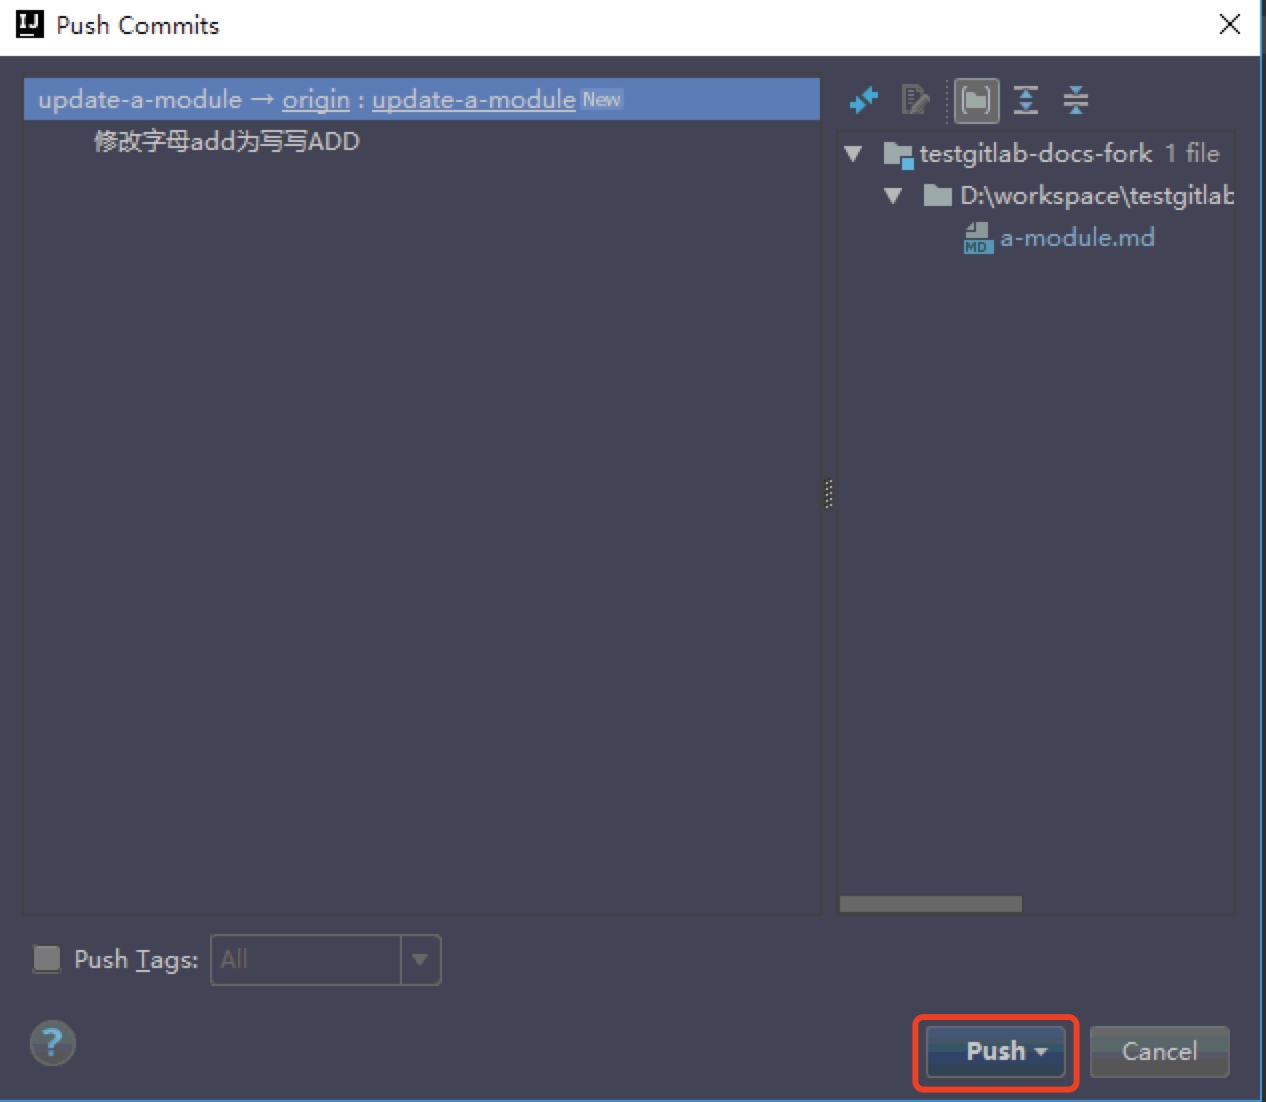 IJ Push Commits
update-a-module → origin : update-a-module New
修改字母add为写写ADD
testgitlab-docs-fork 1 file
D:\workspace\testgitlab
MD a-module.md
Push Tags: All
?
Push
Cancel